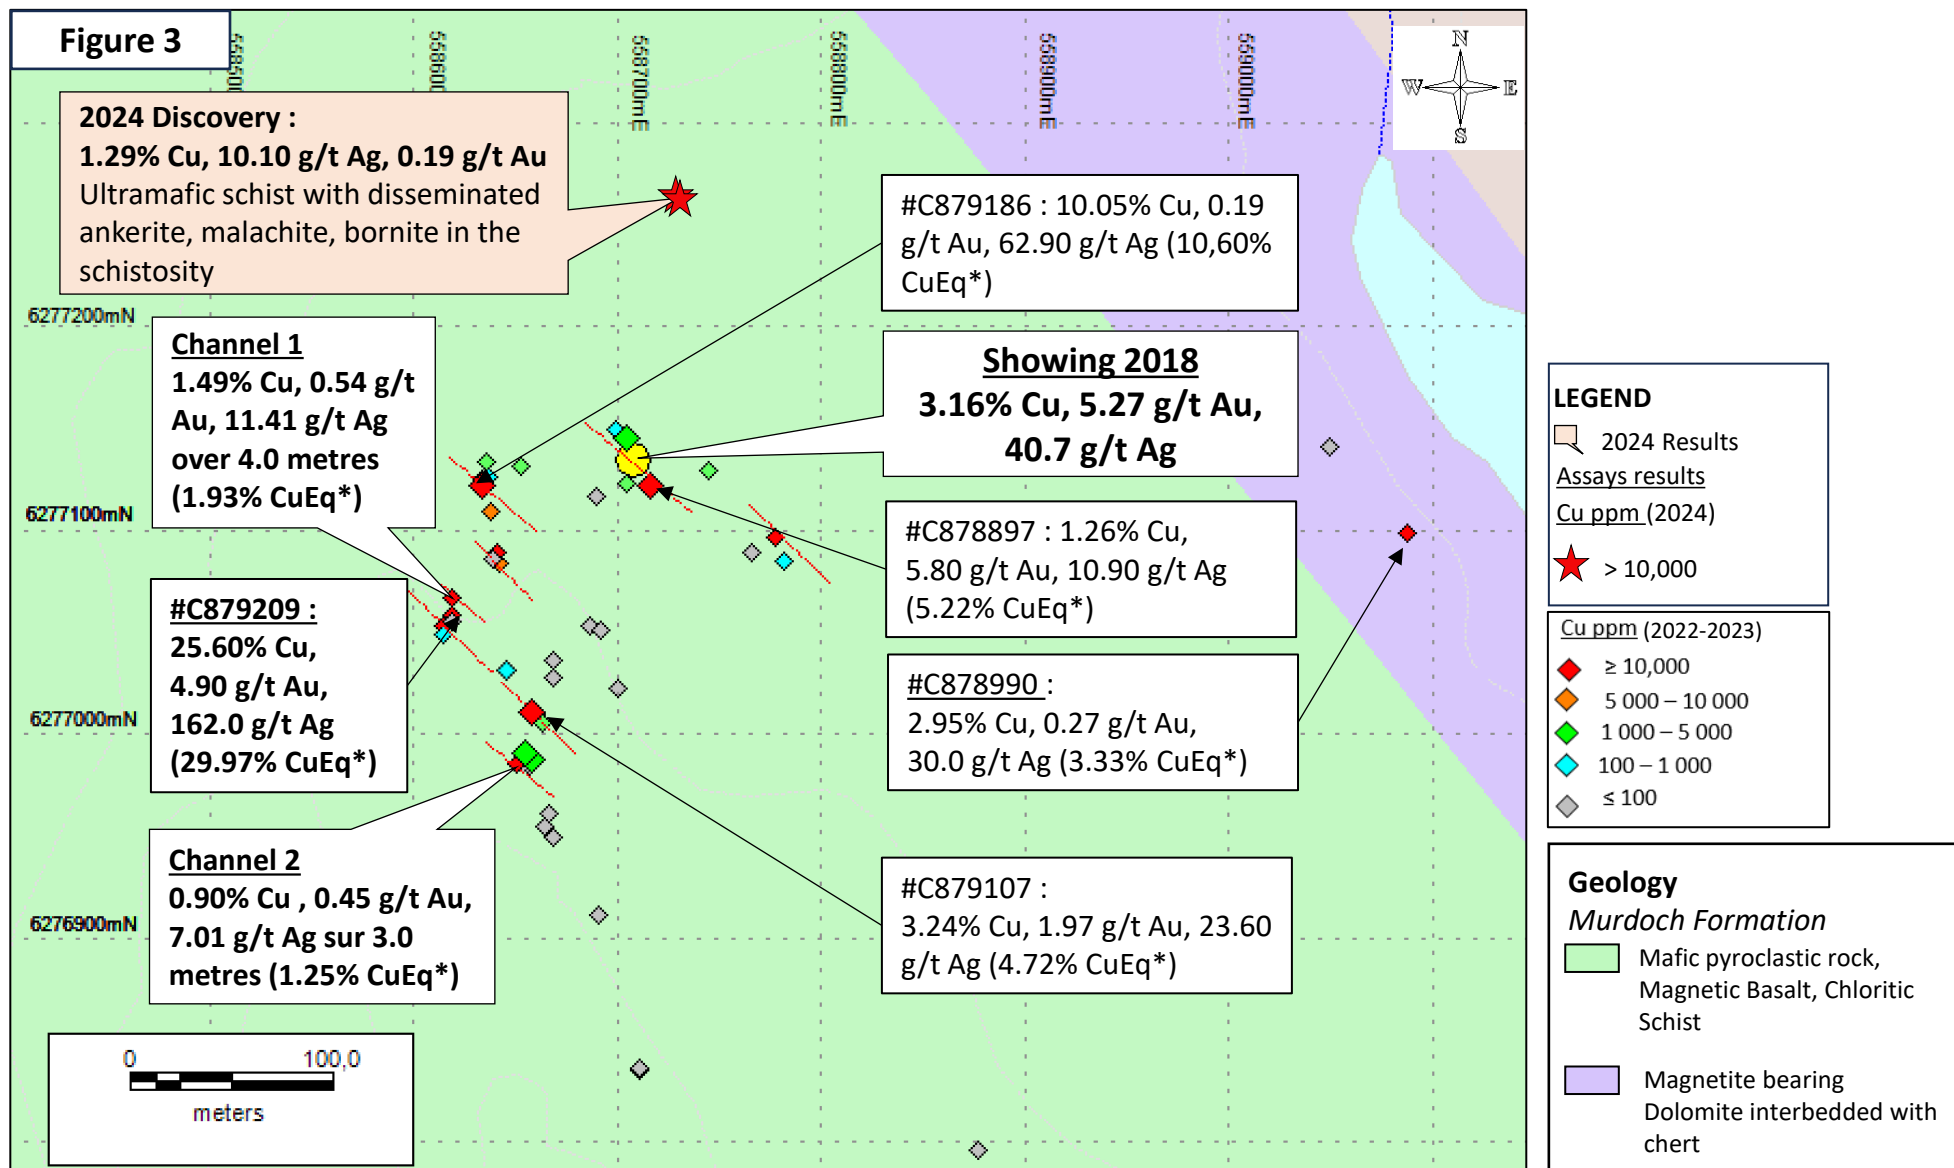 Figure 3
558500
558600
558700mE
558800mE
558900mE
559000mE
N
W
E
S
2024 Discovery :
1.29% Cu, 10.10 g/t Ag, 0.19 g/t Au
Ultramafic schist with disseminated
ankerite, malachite, bornite in the
schistosity
#C879186 : 10.05% Cu, 0.19
g/t Au, 62.90 g/t Ag (10,60%
CuEq*)
6277200mN
Channel 1
1.49% Cu, 0.54 g/t
Au, 11.41 g/t Ag
over 4.0 metres
(1.93% CuEq*)
Showing 2018
3.16% Cu, 5.27 g/t Au,
40.7 g/t Ag
6277100mN
#C878897 : 1.26% Cu,
5.80 g/t Au, 10.90 g/t Ag
(5.22% CuEq*)
#C879209 :
25.60% Cu,
4.90 g/t Au,
162.0 g/t Ag
(29.97% CuEq*)
#C878990 :
2.95% Cu, 0.27 g/t Au,
30.0 g/t Ag (3.33% CuEq*)
6277000mN
Channel 2
0.90% Cu , 0.45 g/t Au,
7.01 g/t Ag sur 3.0
metres (1.25% CuEq*)
#C879107 :
3.24% Cu, 1.97 g/t Au, 23.60
g/t Ag (4.72% CuEq*)
6276900mN
0 100,0
meters
LEGEND
2024 Results
Assays results
Cu ppm (2024)
> 10,000
Cu ppm (2022-2023)
≥ 10,000
5 000 – 10 000
1 000 – 5 000
100 – 1 000
≤ 100
Geology
Murdoch Formation
Mafic pyroclastic rock,
Magnetic Basalt, Chloritic
Schist
Magnetite bearing
Dolomite interbedded with
chert